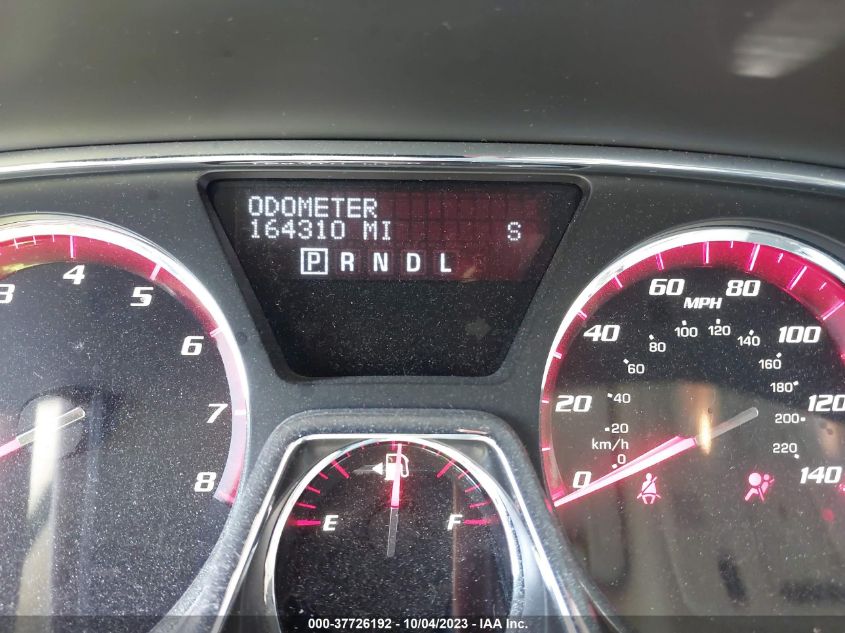 ODOMETER
164310 MI S
P R N D L
3 4 5 6 7 8
0 20 40 60 80 100 120 140
MPH
0 20 40 60 80 100 120 140 160 180 200 220
km/h
E F
000-37726192 - 10/04/2023 - IAA Inc.